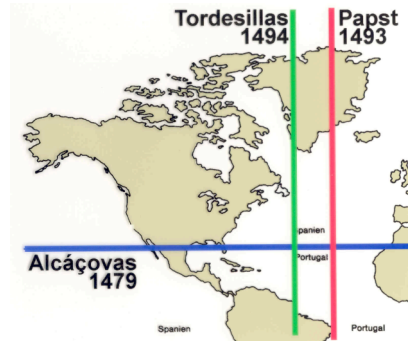 Tordesillas
1494
Papst
1493
Spanien
Portugal
Alcáçovas
1479
Spanien
Portugal